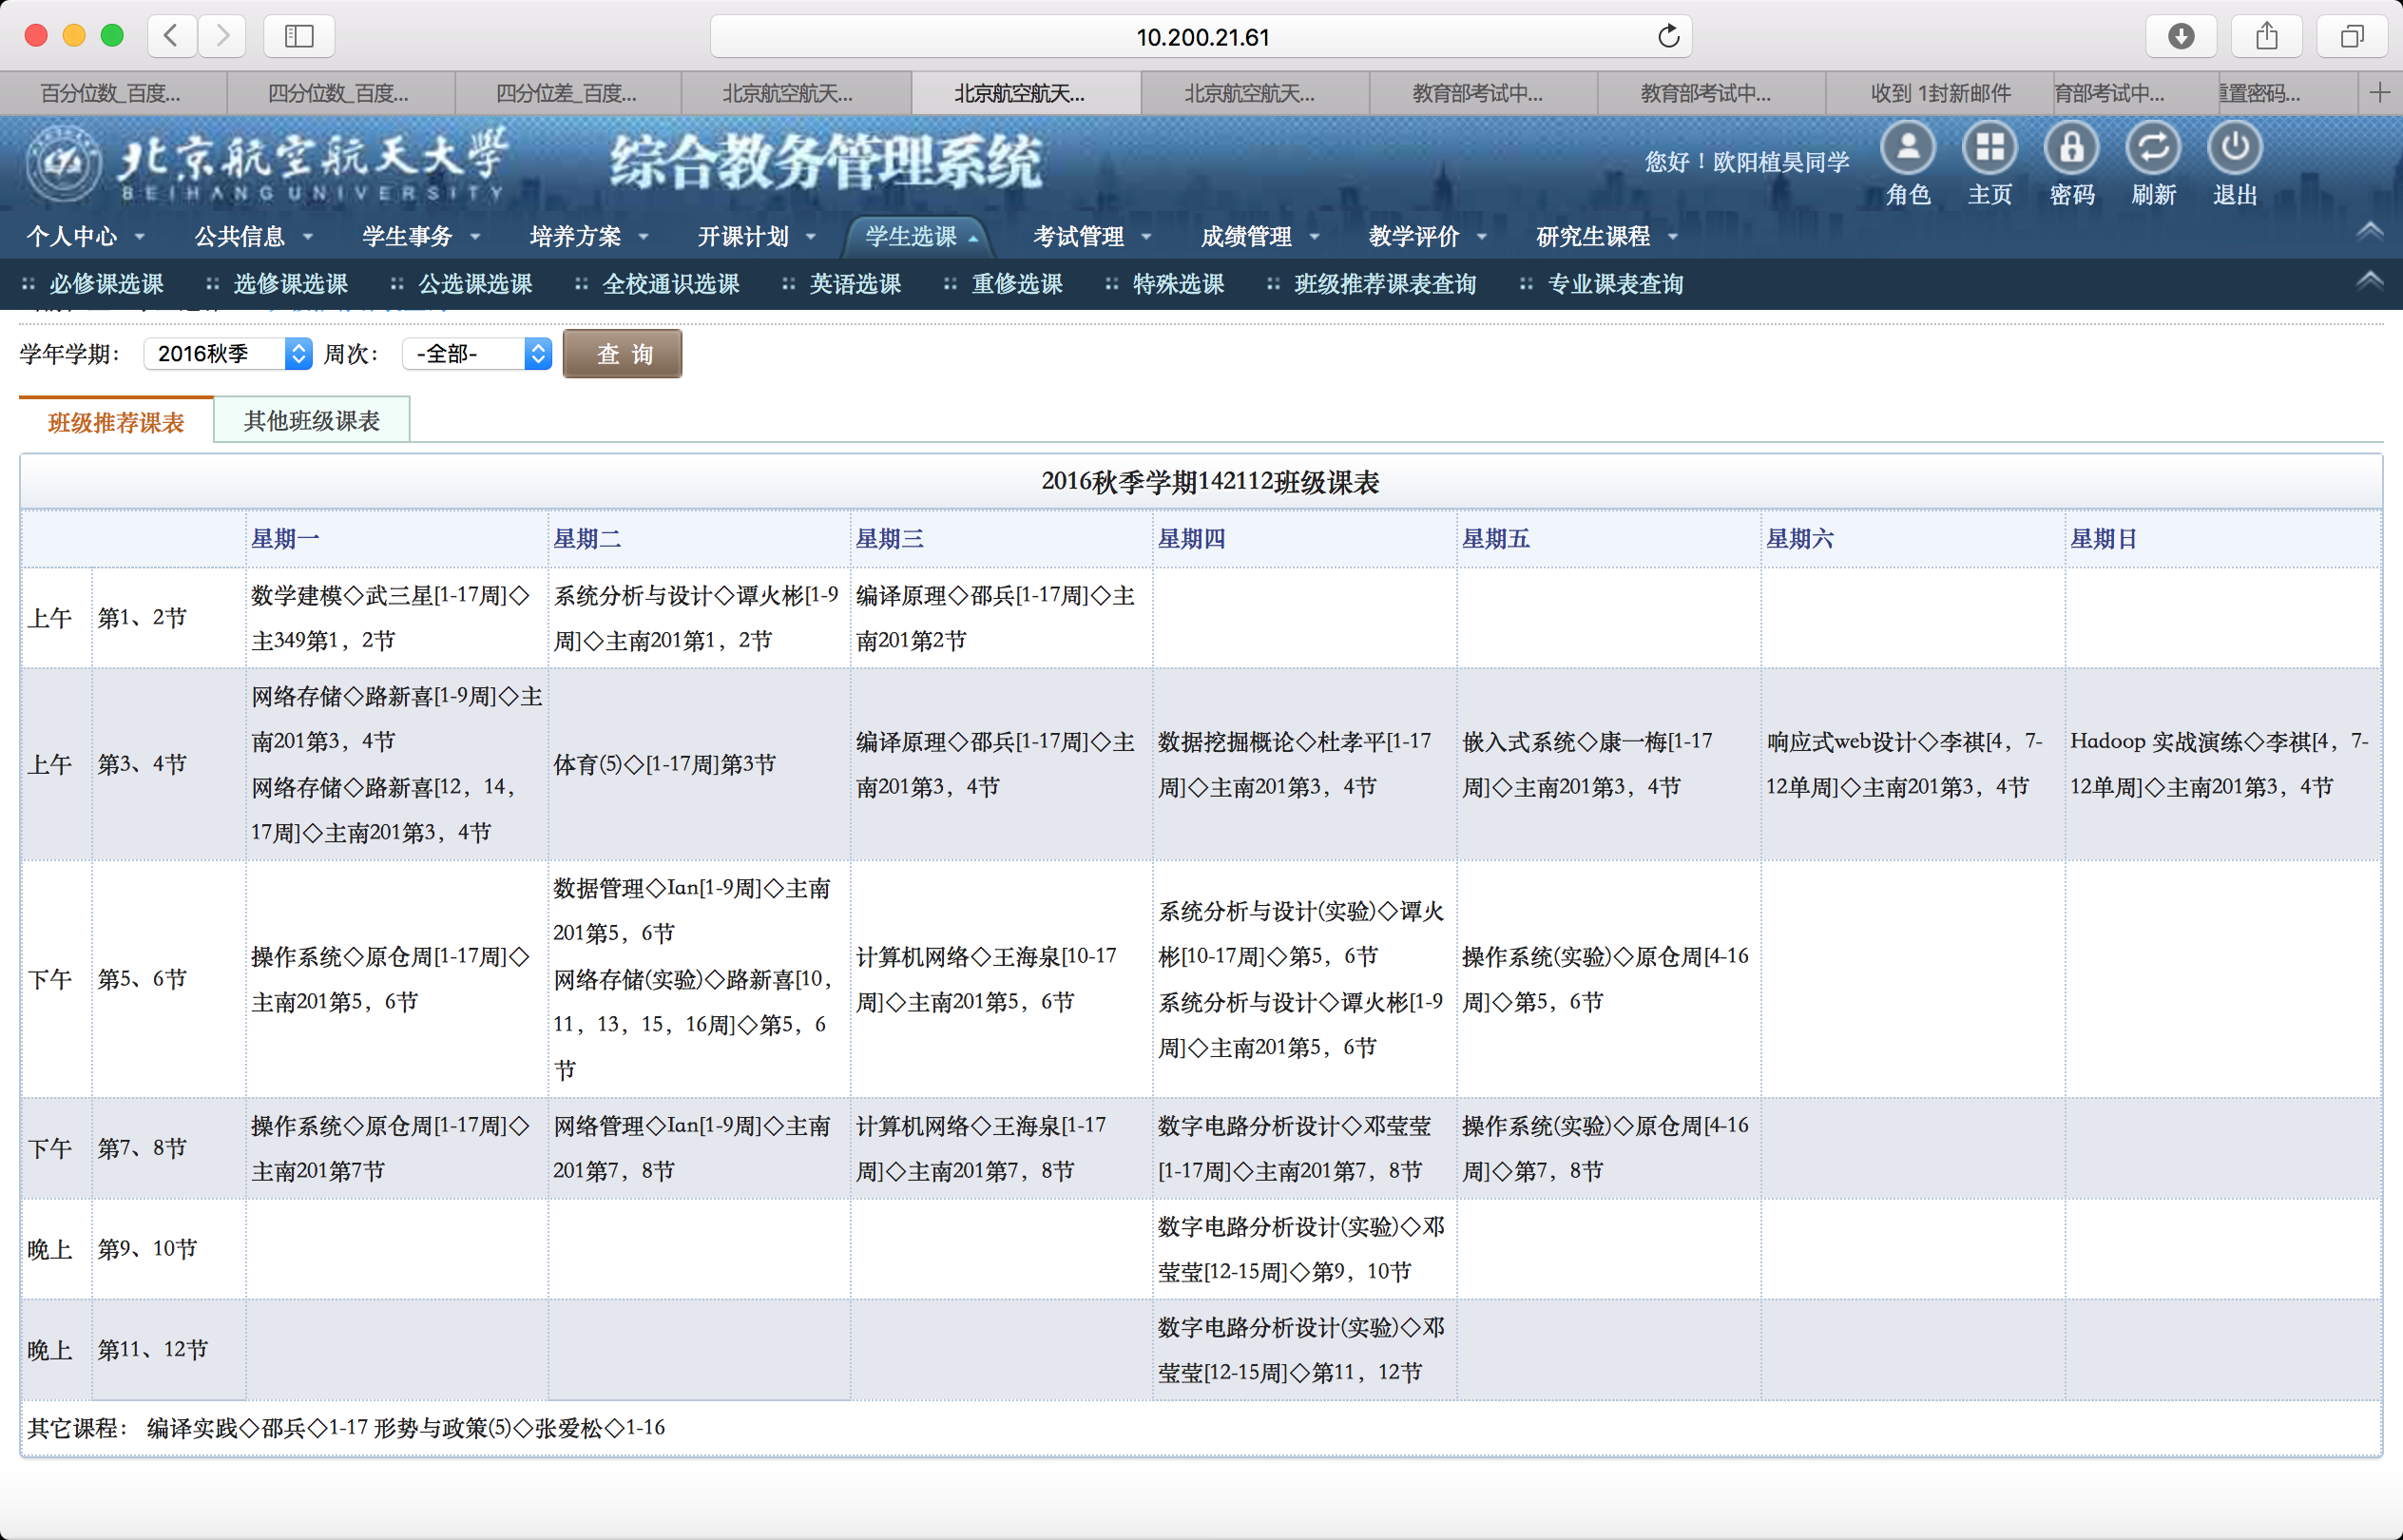 10.200.21.61
百分位数_百度...
四分位数_百度...
四分位差_百度...
北京航空航天...
北京航空航天...
北京航空航天...
教育部考试中...
教育部考试中...
收到 1封新邮件
育部考试中...
置密码...
北京航空航天大学
BEIHANG UNIVERSITY
综合教务管理系统
您好！欧阳植昊同学
角色
主页
密码
刷新
退出
个人中心
公共信息
学生事务
培养方案
开课计划
学生选课
考试管理
成绩管理
教学评价
研究生课程
必修课选课
选修课选课
公选课选课
全校通识选课
英语选课
重修选课
特殊选课
班级推荐课表查询
专业课表查询
学年学期：
2016秋季
周次：
-全部-
查 询
班级推荐课表
其他班级课表
2016秋季学期142112班级课表
星期一
星期二
星期三
星期四
星期五
星期六
星期日
上午
第1、2节
数学建模◇武三星[1-17周]◇
主349第1，2节
系统分析与设计◇谭火彬[1-9
周]◇主南201第1，2节
编译原理◇邵兵[1-17周]◇主
南201第2节
上午
第3、4节
网络存储◇路新喜[1-9周]◇主
南201第3，4节
网络存储◇路新喜[12，14，
17周]◇主南201第3，4节
体育(5)◇[1-17周]第3节
编译原理◇邵兵[1-17周]◇主
南201第3，4节
数据挖掘概论◇杜孝平[1-17
周]◇主南201第3，4节
嵌入式系统◇康一梅[1-17
周]◇主南201第3，4节
响应式web设计◇李祺[4，7-
12单周]◇主南201第3，4节
Hadoop 实战演练◇李祺[4，7-
12单周]◇主南201第3，4节
下午
第5、6节
操作系统◇原仓周[1-17周]◇
主南201第5，6节
数据管理◇Ian[1-9周]◇主南
201第5，6节
网络存储(实验)◇路新喜[10，
11，13，15，16周]◇第5，6
节
计算机网络◇王海泉[10-17
周]◇主南201第5，6节
系统分析与设计(实验)◇谭火
彬[10-17周]◇第5，6节
系统分析与设计◇谭火彬[1-9
周]◇主南201第5，6节
操作系统(实验)◇原仓周[4-16
周]◇第5，6节
下午
第7、8节
操作系统◇原仓周[1-17周]◇
主南201第7节
网络管理◇Ian[1-9周]◇主南
201第7，8节
计算机网络◇王海泉[1-17
周]◇主南201第7，8节
数字电路分析设计◇邓莹莹
[1-17周]◇主南201第7，8节
操作系统(实验)◇原仓周[4-16
周]◇第7，8节
晚上
第9、10节
数字电路分析设计(实验)◇邓
莹莹[12-15周]◇第9，10节
晚上
第11、12节
数字电路分析设计(实验)◇邓
莹莹[12-15周]◇第11，12节
其它课程： 编译实践◇邵兵◇1-17 形势与政策(5)◇张爱松◇1-16